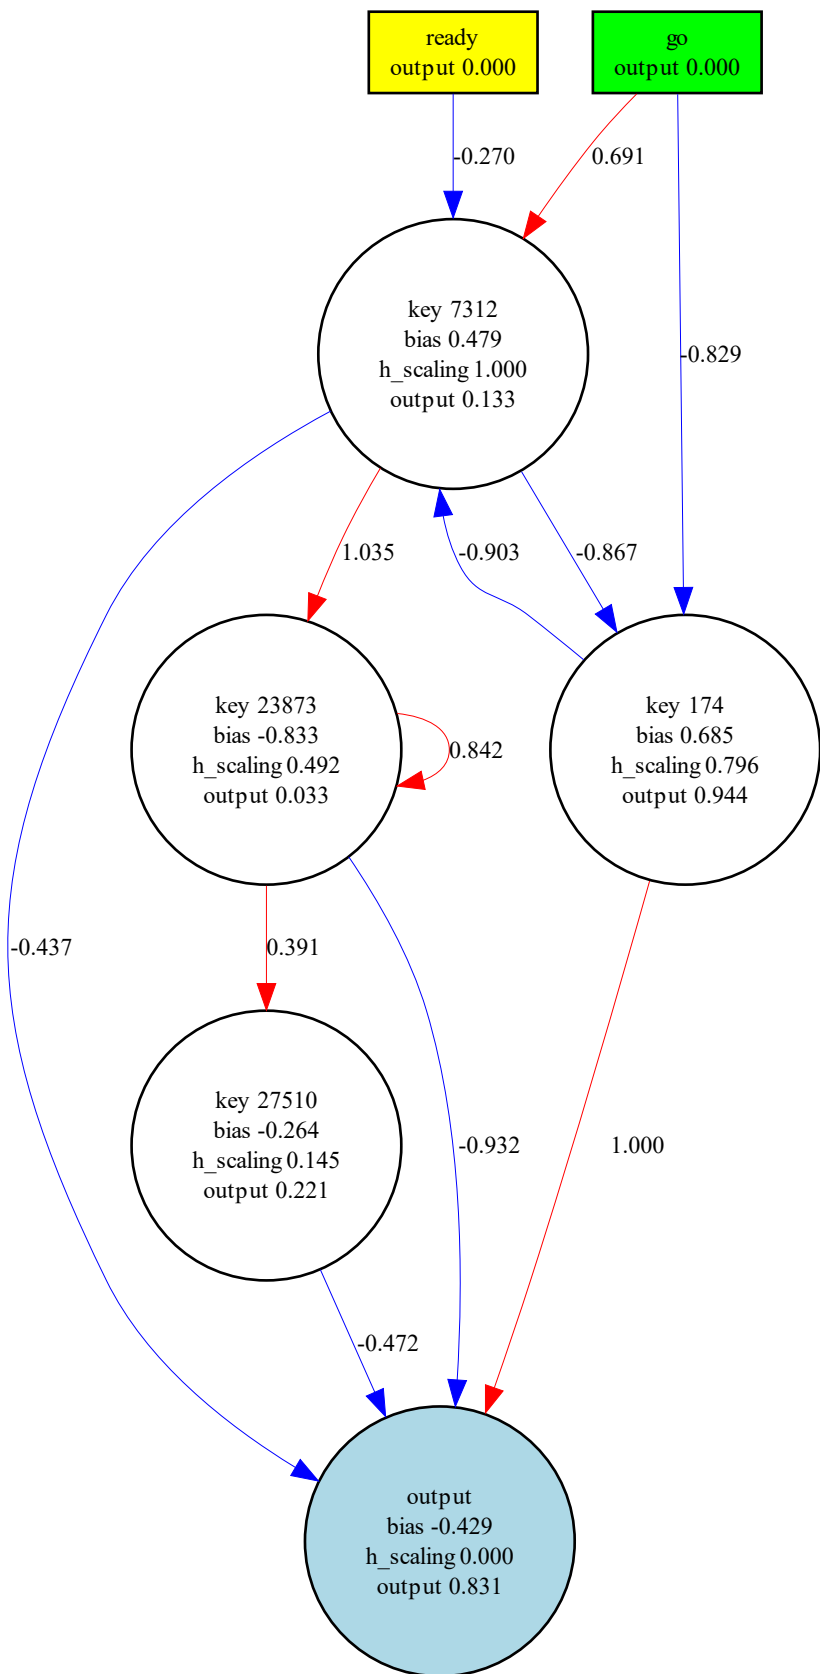 ready
output 0.000
go
output 0.000
-0.270
0.691
key 7312
bias 0.479
h_scaling 1.000
output 0.133
-0.829
1.035
-0.903
-0.867
key 23873
bias -0.833
h_scaling 0.492
output 0.033
0.842
key 174
bias 0.685
h_scaling 0.796
output 0.944
-0.437
0.391
key 27510
bias -0.264
h_scaling 0.145
output 0.221
-0.932
1.000
-0.472
output
bias -0.429
h_scaling 0.000
output 0.831